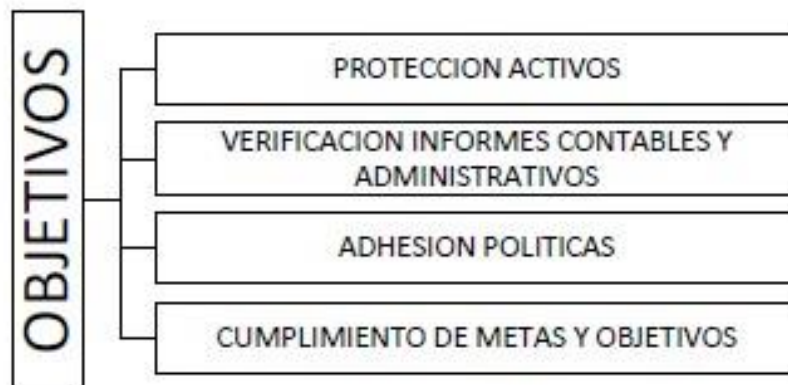 OBJETIVOS
PROTECCION ACTIVOS
VERIFICACION INFORMES CONTABLES Y
ADMINISTRATIVOS
ADHESION POLITICAS
CUMPLIMIENTO DE METAS Y OBJETIVOS